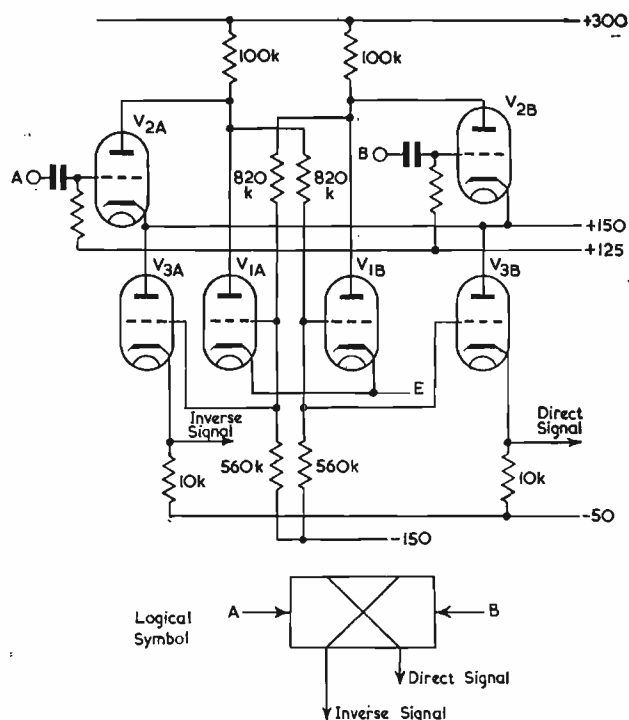 +300
100k
100k
V2A
V2B
A
B
820
k
820
k
+150
+125
V3A
V1A
V1B
V3B
E
Inverse
Signal
Direct
Signal
10k
560k
560k
10k
-50
-150
Logical
Symbol
A
B
Direct Signal
Inverse Signal